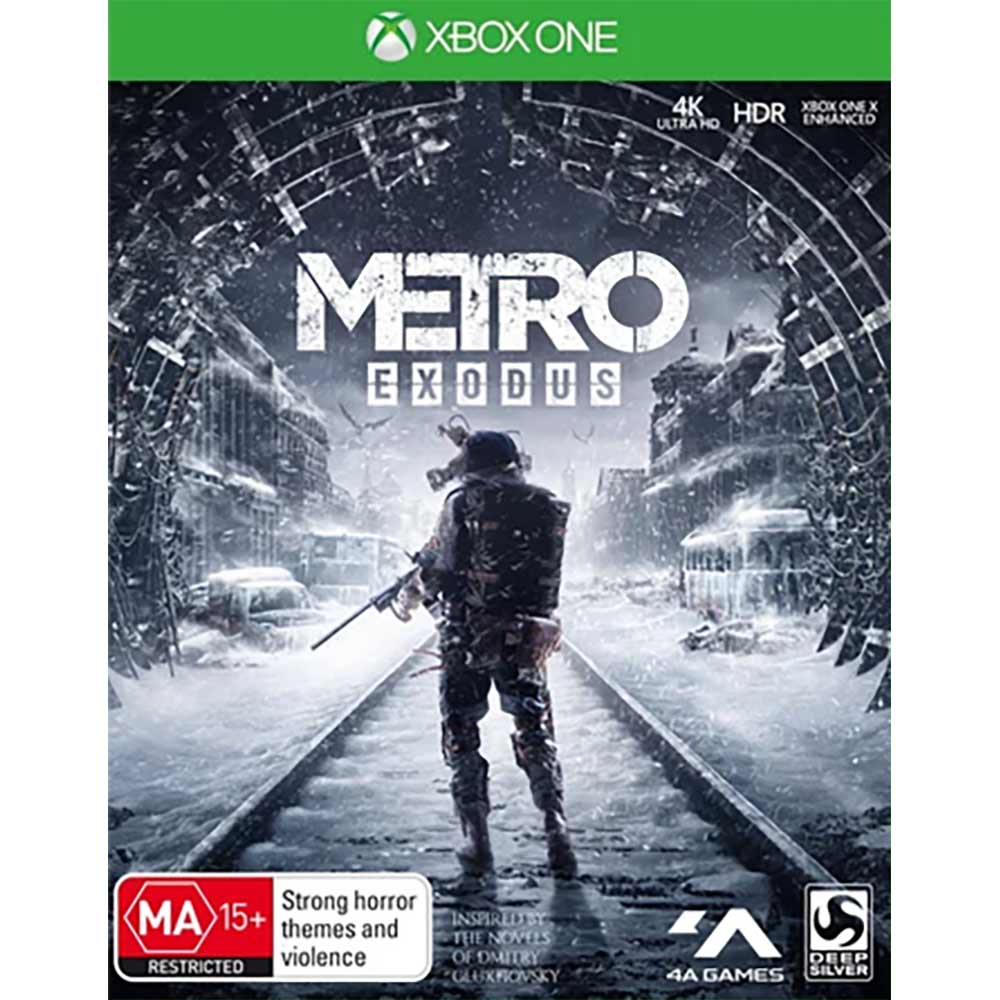 XBOX ONE
4K
ULTRA HD
HDR
XBOX ONE X
ENHANCED
METRO
EXODUS
MA 15+
RESTRICTED
Strong horror
themes and
violence
INSPIRED BY
THE NOVELS
OF DMITRY
GLUKHOVSKY
4A GAMES
DEEP
SILVER